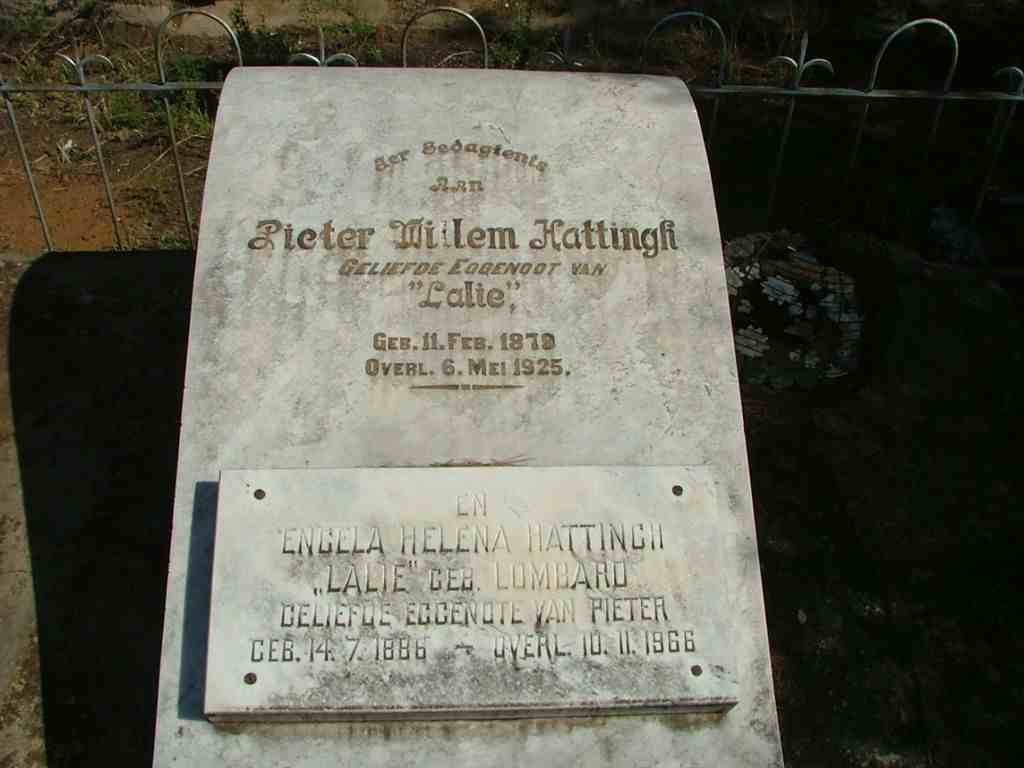 Ter Gedagtenis
Aan
Pieter Willem Hattingh
GELIEFDE EGGENOOT VAN
"Lalie",
GEB. 11. FEB. 1879
OVERL. 6. MEI 1925.
EN
ENGELA HELENA HATTINGH
„LALIE" GEB. LOMBARD
GELIEFDE EGGENOTE VAN PIETER
GEB. 14. 7. 1886 ~ OVERL. 10. 11. 1966